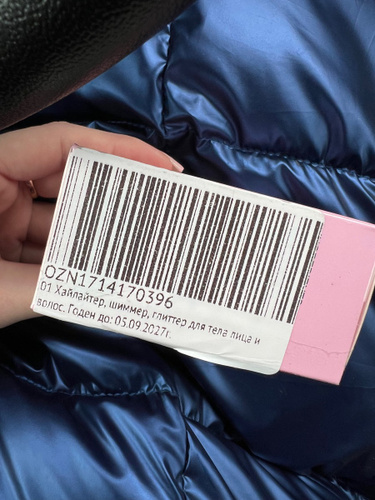 OZN1714170396
01 Хайлайтер, шиммер, глиттер для тела лица и
волос. Годен до: 05.09.2027г.